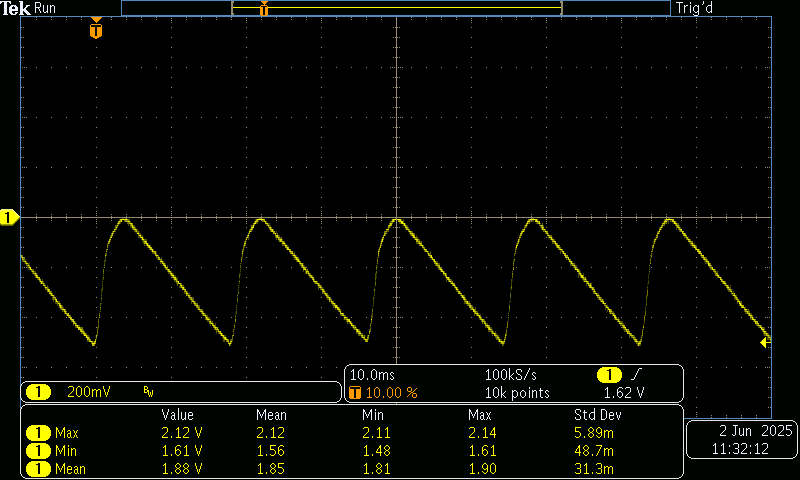 Tek Run Trig'd
T
T
1
10.0ms 100kS/s 1
T 10.00 % 10k points 1.62 V
1 200mV BW
Value Mean Min Max Std Dev
1 Max 2.12 V 2.12 2.11 2.14 5.89m
1 Min 1.61 V 1.56 1.48 1.61 48.7m
1 Mean 1.88 V 1.85 1.81 1.90 31.3m
2 Jun 2025
11:32:12